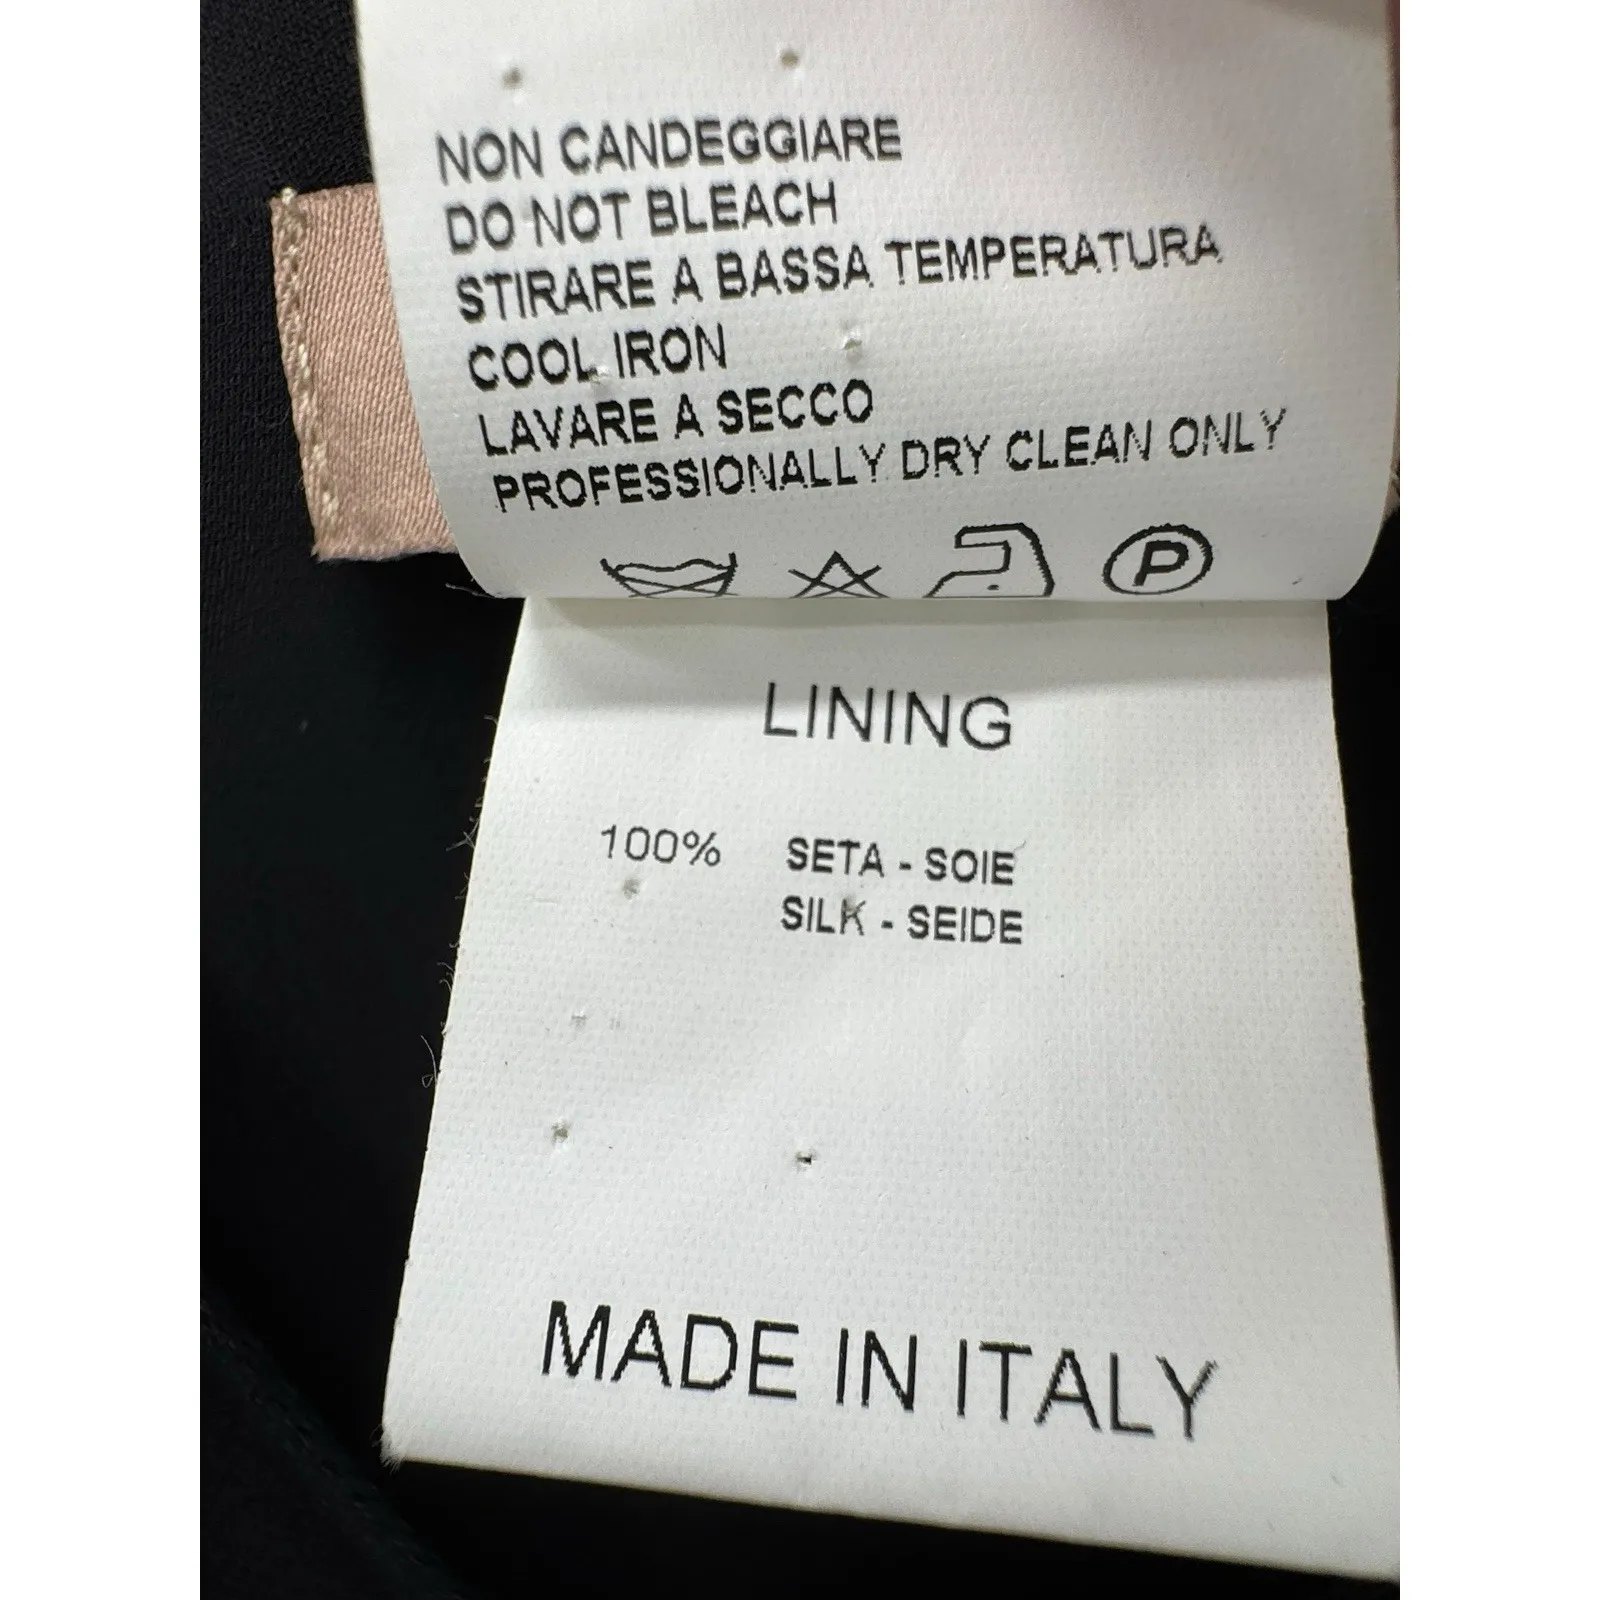 NON CANDEGGIARE
DO NOT BLEACH
STIRARE A BASSA TEMPERATURA
COOL IRON
LAVARE A SECCO
PROFESSIONALLY DRY CLEAN ONLY
P
LINING
100% SETA - SOIE
SILK - SEIDE
MADE IN ITALY